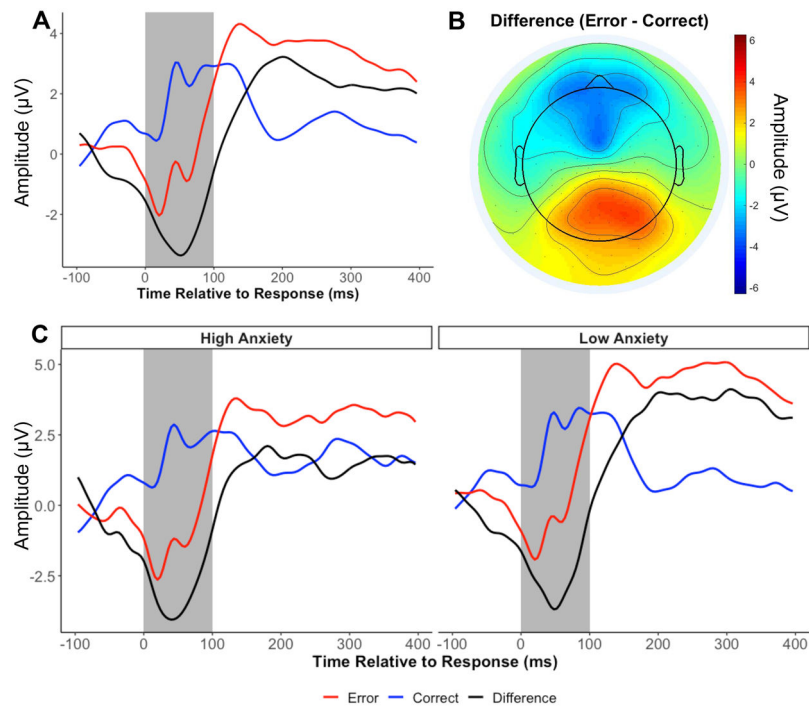 A
B
Difference (Error - Correct)
Amplitude (µV)
4
2
0
-2
-100
0
100
200
300
400
Time Relative to Response (ms)
6
4
2
0
-2
-4
-6
Amplitude (µV)
C
High Anxiety
Low Anxiety
Amplitude (µV)
5.0
2.5
0.0
-2.5
-100
0
100
200
300
400
-100
0
100
200
300
400
Time Relative to Response (ms)
Error
Correct
Difference